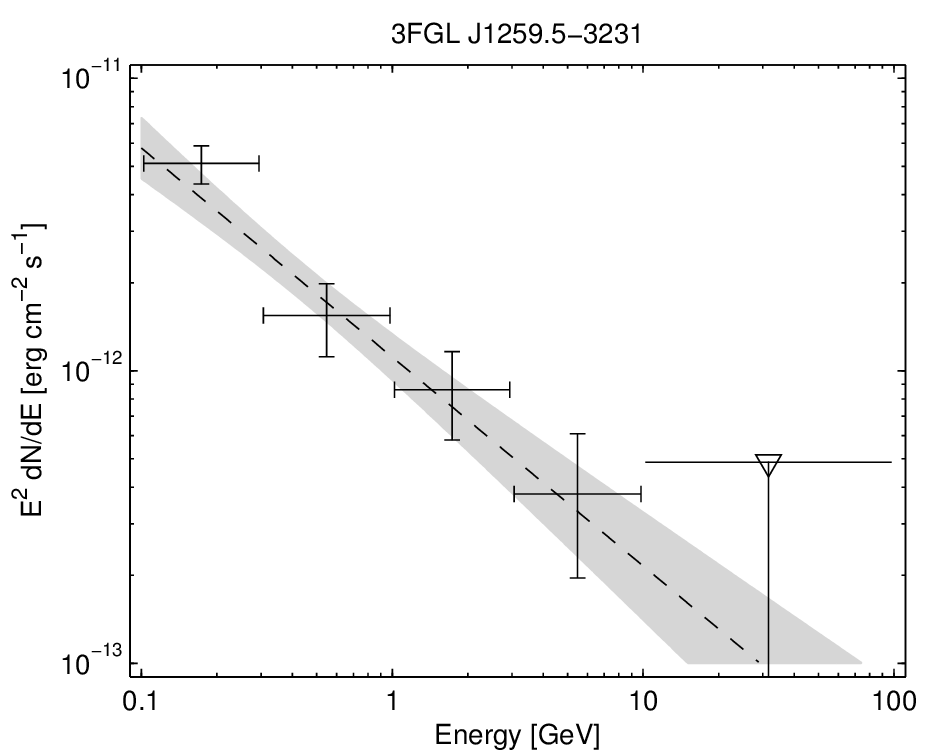 3FGL J1259.5−3231
10⁻¹¹
10⁻¹²
10⁻¹³
E² dN/dE [erg cm⁻² s⁻¹]
0.1 1 10 100
Energy [GeV]